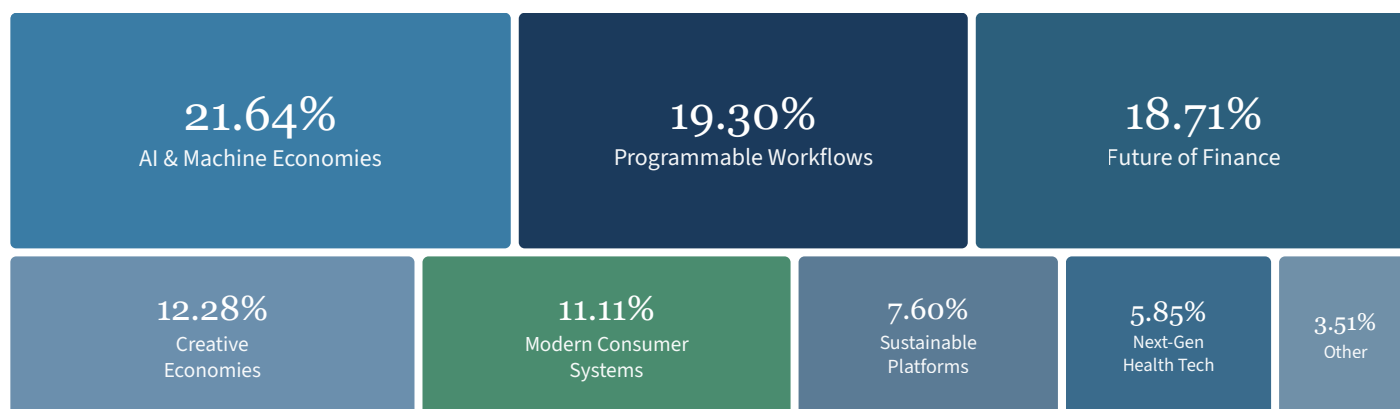 21.64%
AI & Machine Economies
19.30%
Programmable Workflows
18.71%
Future of Finance
12.28%
Creative
Economies
11.11%
Modern Consumer
Systems
7.60%
Sustainable
Platforms
5.85%
Next-Gen
Health Tech
3.51%
Other